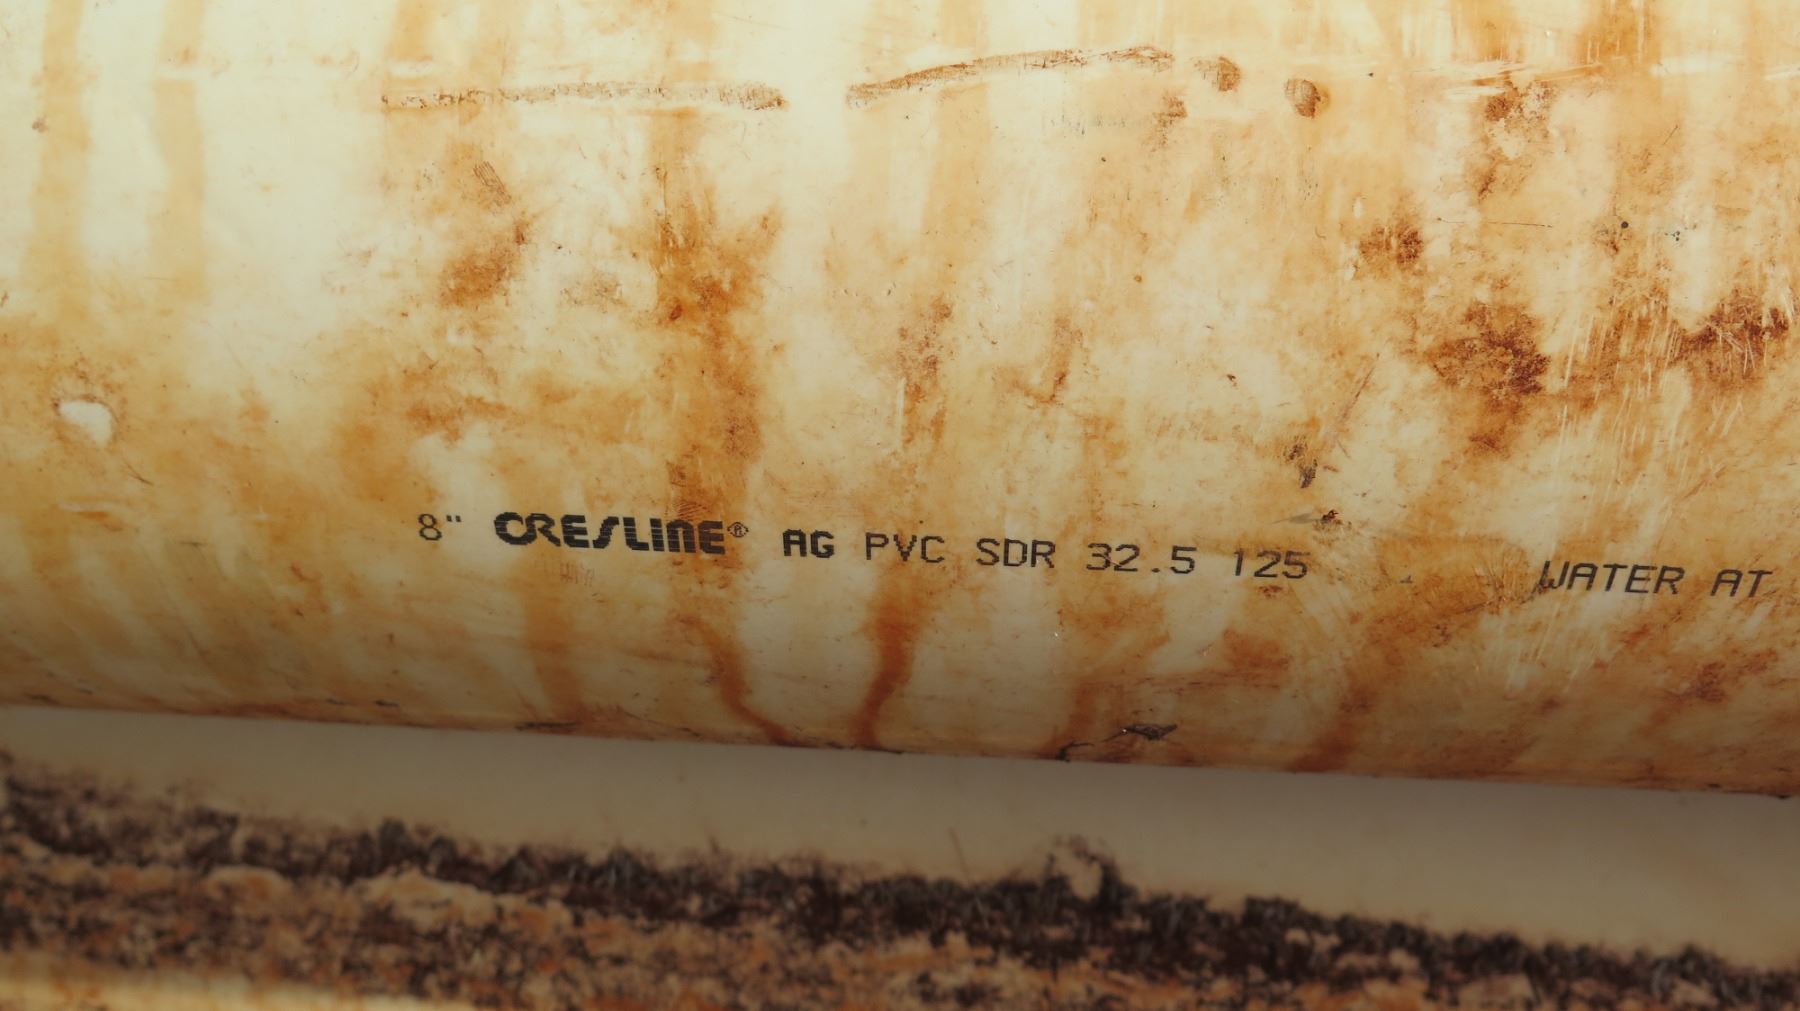 8" CRESLINE® AG PVC SDR 32.5 125 WATER AT